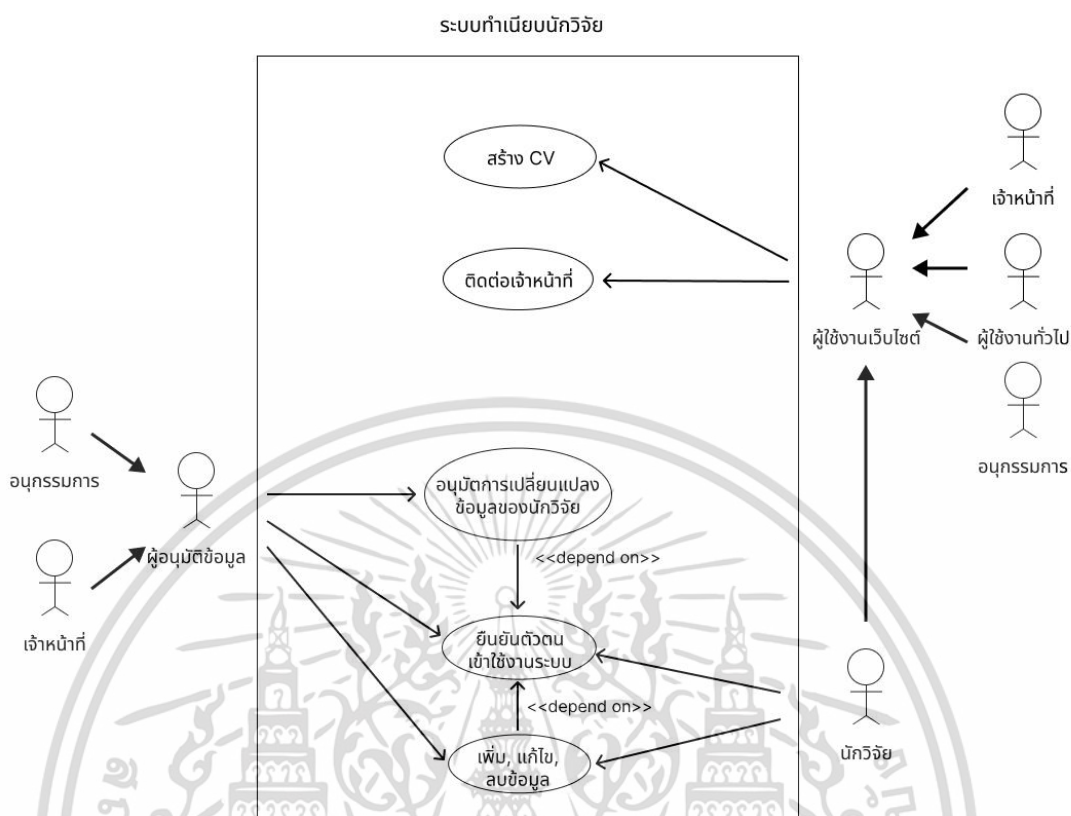 ระบบทำเนียบนักวิจัย
สร้าง CV
เจ้าหน้าที่
ติดต่อเจ้าหน้าที่
ผู้ใช้งานเว็บไซต์
ผู้ใช้งานทั่วไป
อนุกรรมการ
อนุกรรมการ
อนุมัตการเปลี่ยนแปลง
ข้อมูลของนักวิจัย
ผู้อนุมัติข้อมูล
<<depend on>>
เจ้าหน้าที่
ยืนยันตัวตน
เข้าใช้งานระบบ
<<depend on>>
นักวิจัย
เพิ่ม, แก้ไข,
ลบข้อมูล